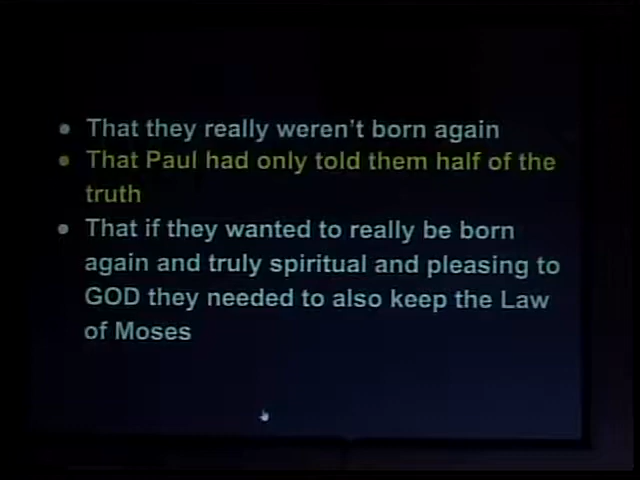 • That they really weren't born again
• That Paul had only told them half of the
truth
• That if they wanted to really be born
again and truly spiritual and pleasing to
GOD they needed to also keep the Law
of Moses